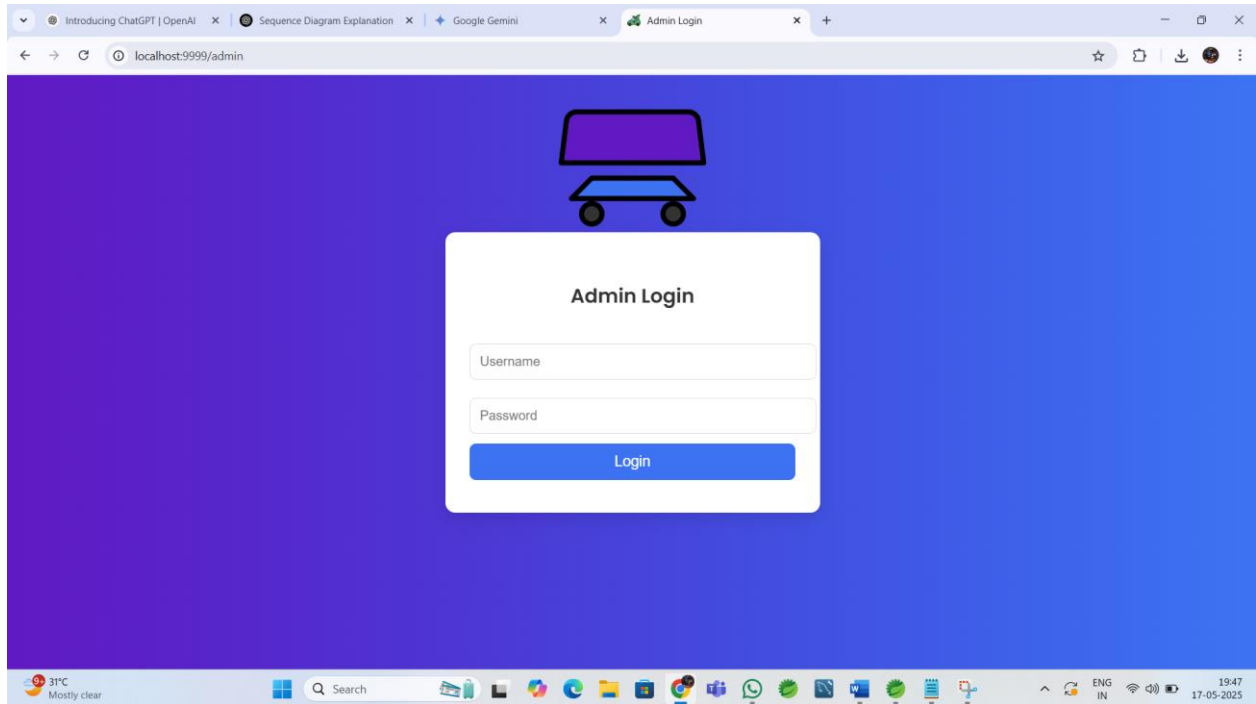 Introducing ChatGPT | OpenAI
Sequence Diagram Explanation
Google Gemini
Admin Login
localhost:9999/admin
Admin Login
Username
Password
Login
9+
31°C
Mostly clear
Search
ENG
IN
19:47
17-05-2025